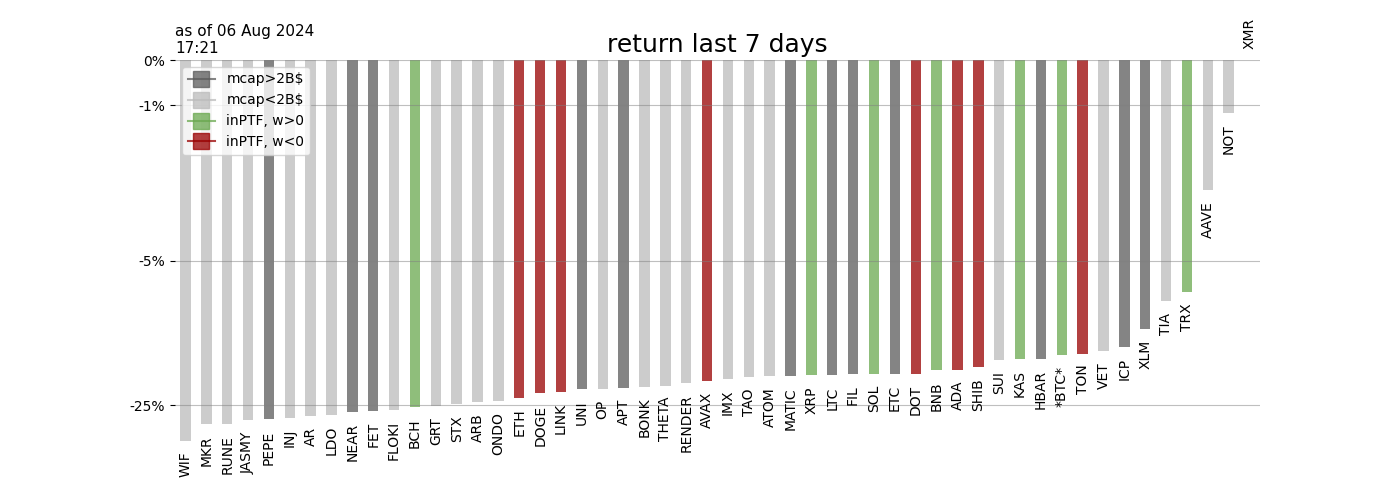 as of 06 Aug 2024
17:21
return last 7 days
XMR
0%
-1%
-5%
-25%
mcap>2B$
mcap<2B$
inPTF, w>0
inPTF, w<0
WIF
MKR
RUNE
JASMY
PEPE
INJ
AR
LDO
NEAR
FET
FLOKI
BCH
GRT
STX
ARB
ONDO
ETH
DOGE
LINK
UNI
OP
APT
BONK
THETA
RENDER
AVAX
IMX
TAO
ATOM
MATIC
XRP
LTC
FIL
SOL
ETC
DOT
BNB
ADA
SHIB
SUI
KAS
HBAR
*BTC*
TON
VET
ICP
XLM
TIA
TRX
AAVE
NOT